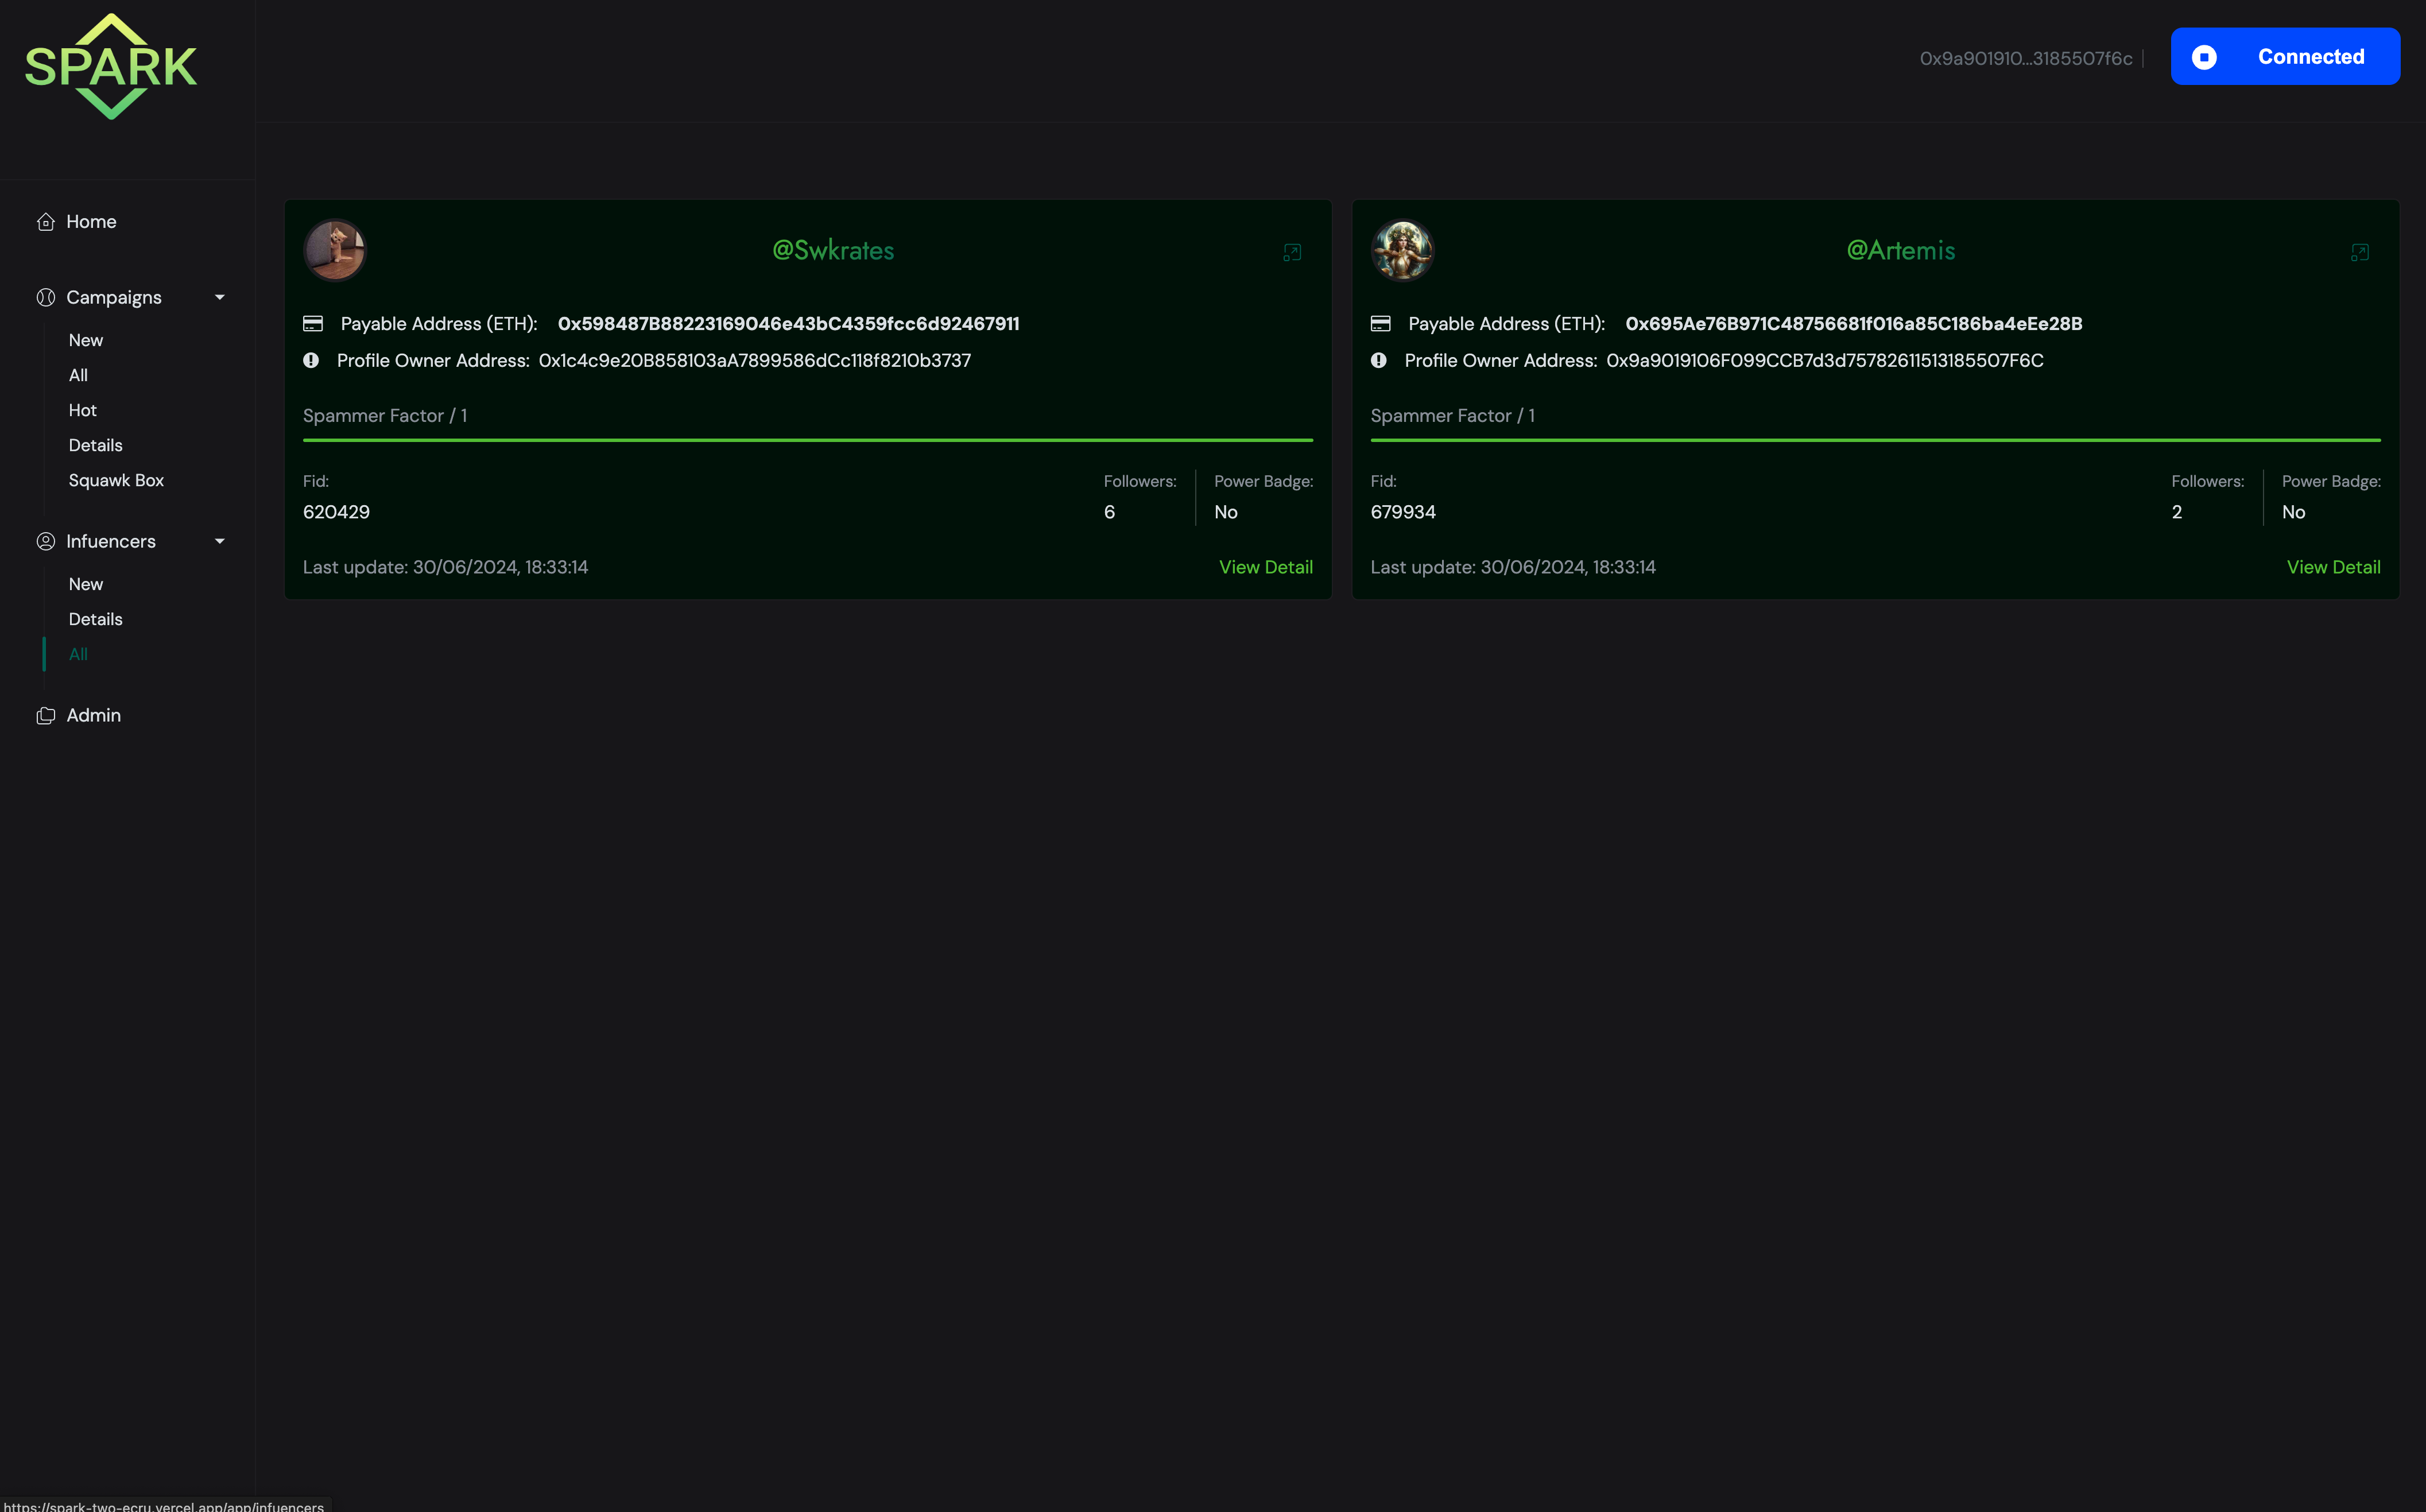 SPARK
0x9a901910...3185507f6c
Connected
Home
Campaigns
New
All
Hot
Details
Squawk Box
Infuencers
New
Details
All
Admin
@Swkrates
Payable Address (ETH): 0x598487B88223169046e43bC4359fcc6d92467911
Profile Owner Address: 0x1c4c9e20B858103aA7899586dCc118f8210b3737
Spammer Factor / 1
Fid: Followers: Power Badge:
620429 6 No
Last update: 30/06/2024, 18:33:14 View Detail
@Artemis
Payable Address (ETH): 0x695Ae76B971C48756681f016a85C186ba4eEe28B
Profile Owner Address: 0x9a9019106F099CCB7d3d75782611513185507F6C
Spammer Factor / 1
Fid: Followers: Power Badge:
679934 2 No
Last update: 30/06/2024, 18:33:14 View Detail
https://spark-two-ecru.vercel.app/app/infuencers